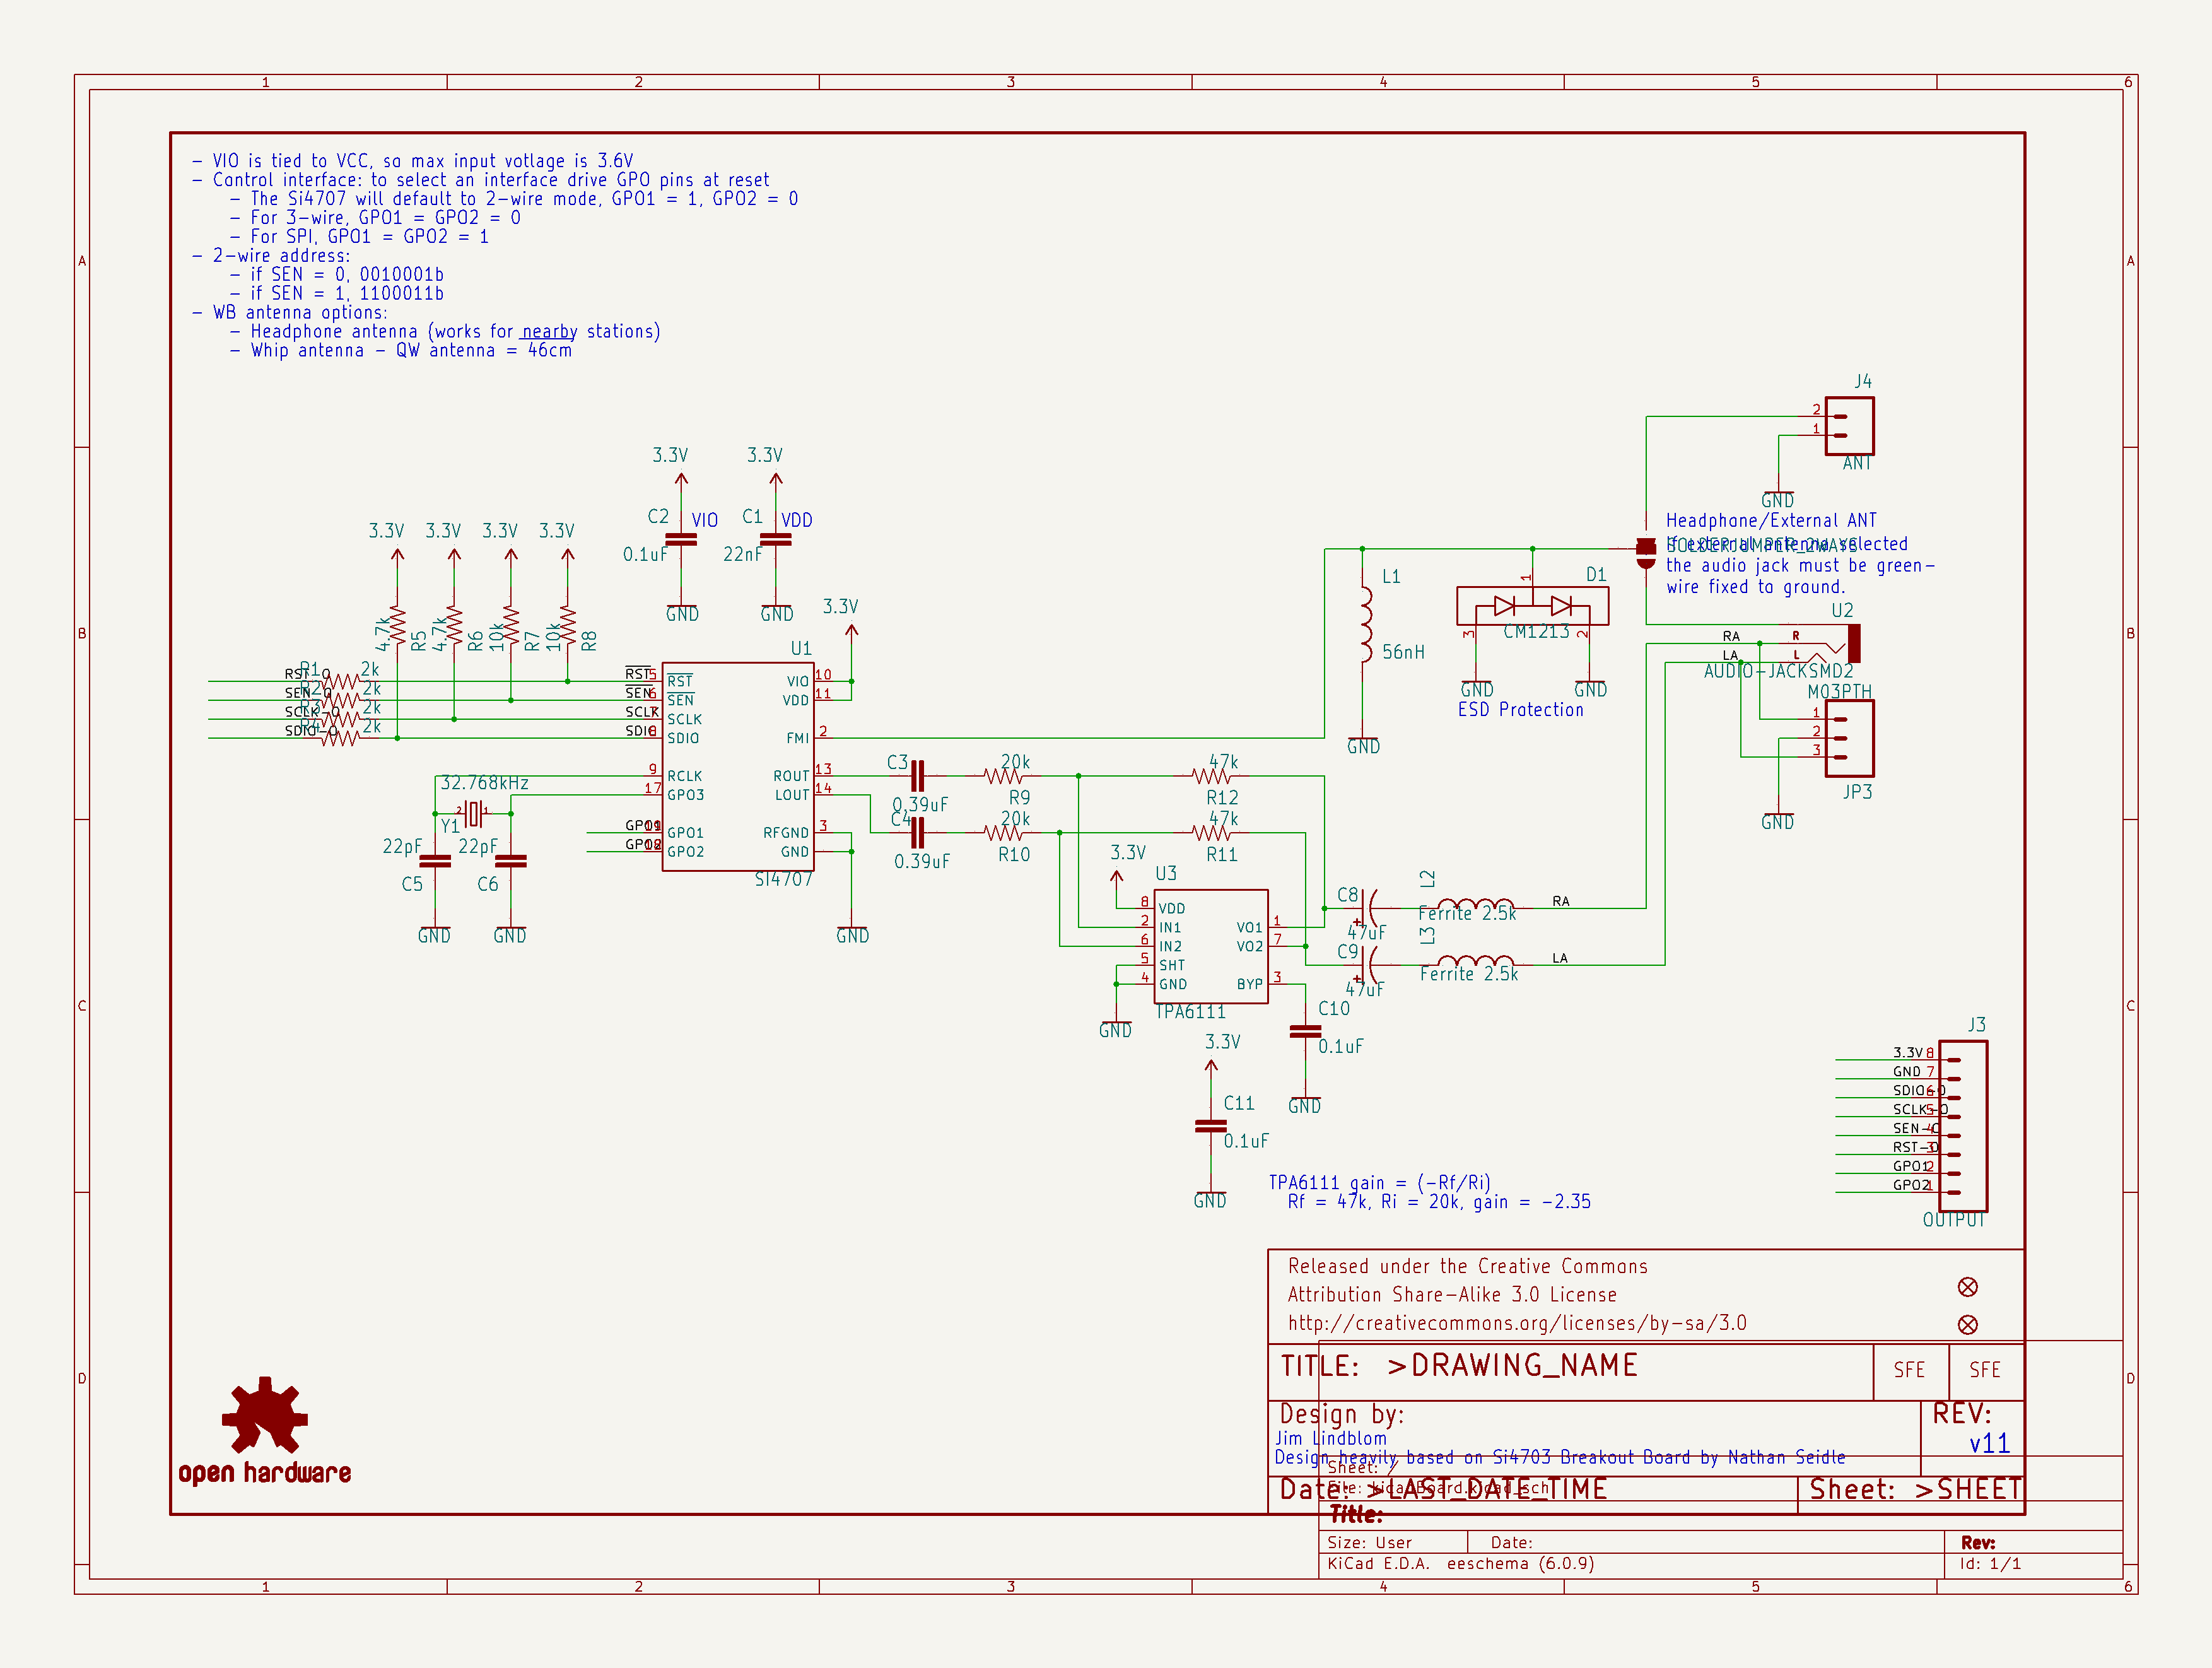 1 2 3 4 5 6
A A
B B
C C
D D
1 2 3 4 5 6
- VIO is tied to VCC, so max input votlage is 3.6V
- Control interface: to select an interface drive GPO pins at reset
- The Si4707 will default to 2-wire mode, GPO1 = 1, GPO2 = 0
- For 3-wire, GPO1 = GPO2 = 0
- For SPI, GPO1 = GPO2 = 1
- 2-wire address:
- if SEN = 0, 0010001b
- if SEN = 1, 1100011b
- WB antenna options:
- Headphone antenna (works for nearby stations)
- Whip antenna - QW antenna = 46cm
J4
2
1
ANT
GND
3.3V 3.3V
C2 VIO C1 VDD
0.1uF 22nF
GND GND
3.3V 3.3V 3.3V 3.3V
4.7k R5 4.7k R6 10k R7 10k R8
RST-O R1 2k
SEN-O R2 2k
SCLK-O R3 2k
SDIO-O R4 2k
3.3V
U1
RST 5 RST
SEN 6 SEN
SCLK 7 SCLK
SDIO 8 SDIO
9 RCLK
17 GPO3
GPO1 19 GPO1
GPO2 18 GPO2
VIO 10
VDD 11
FMI 2
ROUT 13
LOUT 14
RFGND 3
GND
SI4707
GND
32.768kHz
2 1
Y1
22pF 22pF
C5 C6
GND GND
C3 20k 47k
0.39uF R9 R12
C4 20k 47k
0.39uF R10 R11
L1
56nH
GND
D1
1
3 CM1213 2
GND GND
ESD Protection
Headphone/External ANT
SOLDERJUMPER_2WAYS
If external antenna selected
the audio jack must be green-
wire fixed to ground.
U2
RA R
LA L
AUDIO-JACKSMD2
M03PTH
1
2
3
JP3
GND
3.3V
U3
8 VDD
2 IN1
6 IN2
5 SHT
4 GND
VO1 1
VO2 7
BYP 3
TPA6111
GND
C8 L2 RA
47uF Ferrite 2.5k
C9 L3 LA
47uF Ferrite 2.5k
C10
0.1uF
GND
3.3V
C11
0.1uF
GND
TPA6111 gain = (-Rf/Ri)
Rf = 47k, Ri = 20k, gain = -2.35
J3
3.3V 8
GND 7
SDIO-O 6
SCLK-O 5
SEN-O 4
RST-O 3
GPO1 2
GPO2 1
OUTPUT
Released under the Creative Commons
Attribution Share-Alike 3.0 License
http://creativecommons.org/licenses/by-sa/3.0
TITLE: >DRAWING_NAME
SFE SFE
Design by:
Jim Lindblom
Design heavily based on Si4703 Breakout Board by Nathan Seidle
REV:
v11
Date: >LAST_DATE_TIME
Sheet: >SHEET
Sheet: /
File: kicadBoard.kicad_sch
Title:
Size: User Date: Rev:
KiCad E.D.A. eeschema (6.0.9) Id: 1/1
open hardware